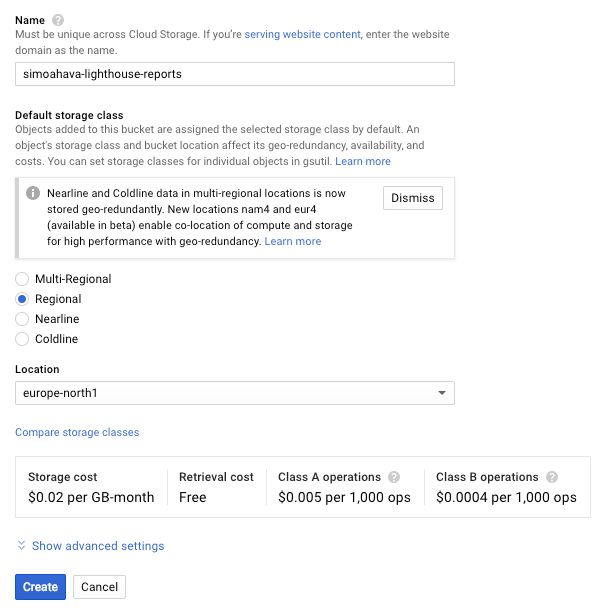 Name ?
Must be unique across Cloud Storage. If you're serving website content, enter the website
domain as the name.
simoahava-lighthouse-reports
Default storage class
Objects added to this bucket are assigned the selected storage class by default. An
object's storage class and bucket location affect its geo-redundancy, availability, and
costs. You can set storage classes for individual objects in gsutil. Learn more
Nearline and Coldline data in multi-regional locations is now
stored geo-redundantly. New locations nam4 and eur4
(available in beta) enable co-location of compute and storage
for high performance with geo-redundancy. Learn more
Dismiss
Multi-Regional
Regional
Nearline
Coldline
Location
europe-north1
Compare storage classes
Storage cost Retrieval cost Class A operations ? Class B operations ?
$0.02 per GB-month Free $0.005 per 1,000 ops $0.0004 per 1,000 ops
Show advanced settings
Create Cancel